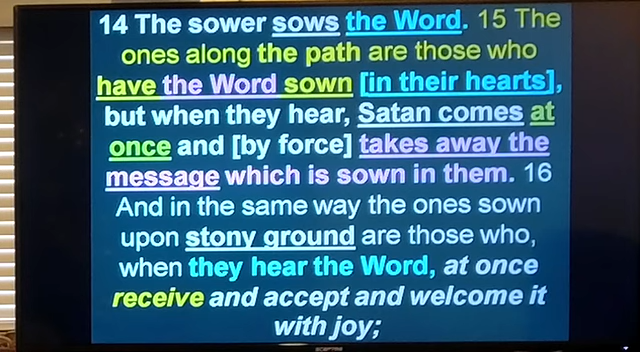 14 The sower sows the Word. 15 The
ones along the path are those who
have the Word sown [in their hearts],
but when they hear, Satan comes at
once and [by force] takes away the
message which is sown in them. 16
And in the same way the ones sown
upon stony ground are those who,
when they hear the Word, at once
receive and accept and welcome it
with joy;
SCEPTRE